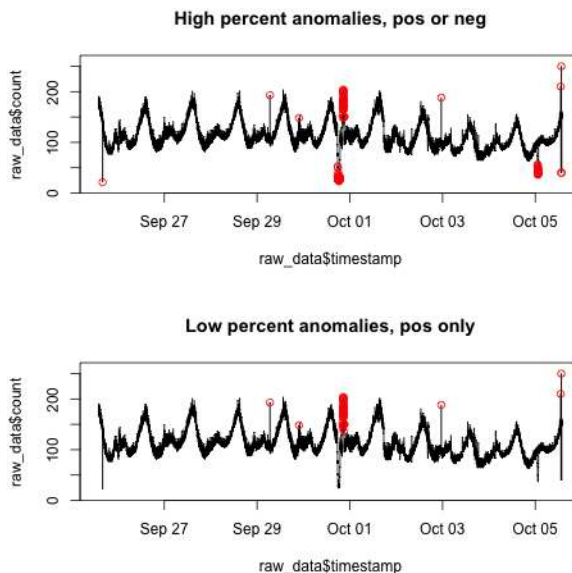 High percent anomalies, pos or neg
raw_data$count
0 100 200
Sep 27 Sep 29 Oct 01 Oct 03 Oct 05
raw_data$timestamp
Low percent anomalies, pos only
raw_data$count
0 100 200
Sep 27 Sep 29 Oct 01 Oct 03 Oct 05
raw_data$timestamp